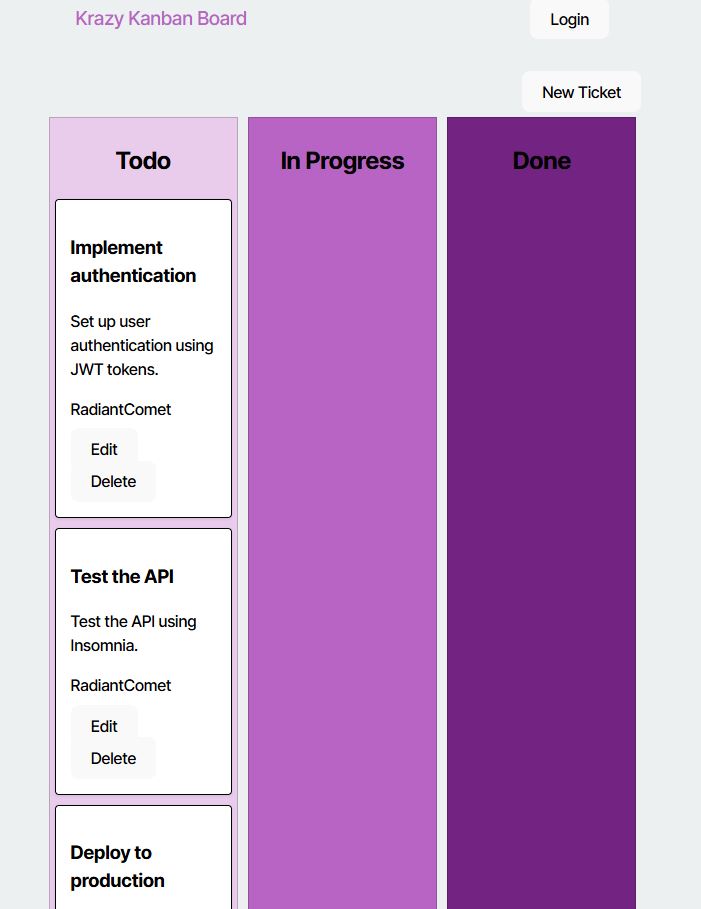 Krazy Kanban Board
Login
New Ticket
Todo
In Progress
Done
Implement
authentication
Set up user
authentication using
JWT tokens.
RadiantComet
Edit
Delete
Test the API
Test the API using
Insomnia.
RadiantComet
Edit
Delete
Deploy to
production